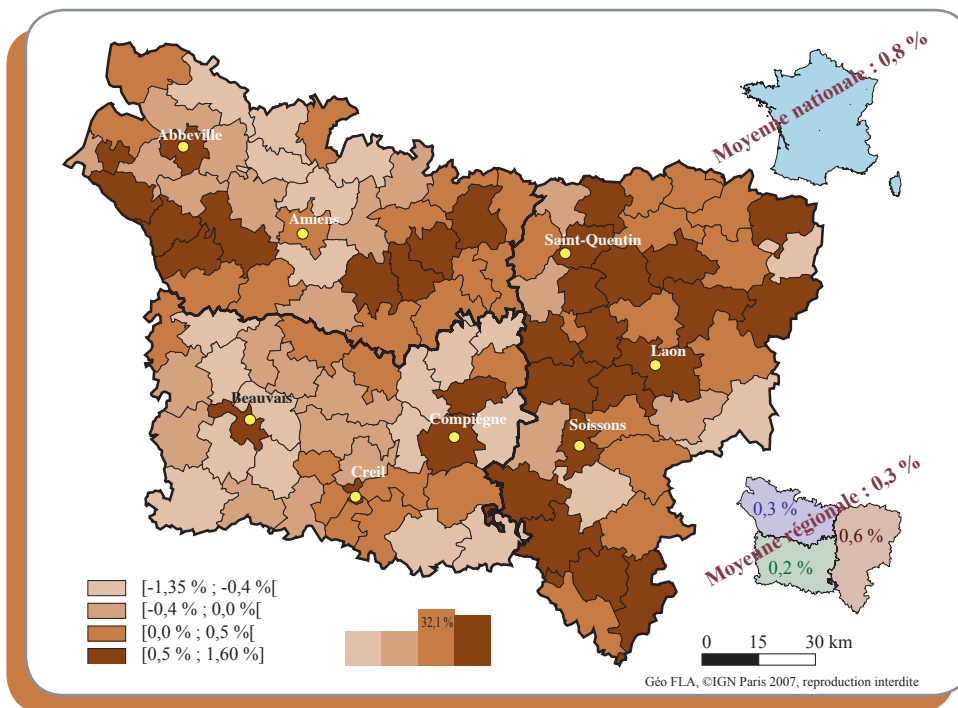 Moyenne nationale : 0,8 %
Abbeville
Amiens
Saint-Quentin
Laon
Beauvais
Compiègne
Soissons
Creil
Moyenne régionale : 0,3 %
0,3 %
0,6 %
0,2 %
[-1,35 % ; -0,4 %[
[-0,4 % ; 0,0 %[
[0,0 % ; 0,5 %[
[0,5 % ; 1,60 %]
32,1 %
0 15 30 km
Géo FLA, ©IGN Paris 2007, reproduction interdite